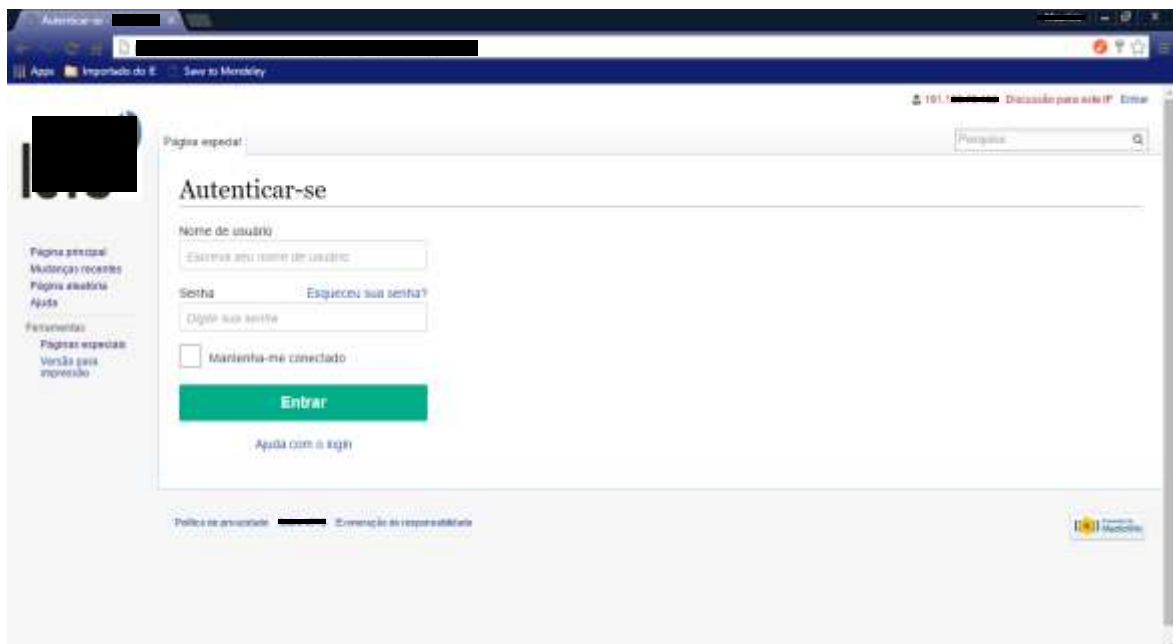 Autenticar-se -
Apps Importado do IE Save to Mendeley
Discussão para este IP Entrar
Página especial
Pesquisa
Autenticar-se
Nome de usuário
Escreva seu nome de usuário
Senha Esqueceu sua senha?
Digite sua senha
Mantenha-me conectado
Entrar
Ajuda com o login
Página principal
Mudanças recentes
Página aleatória
Ajuda
Ferramentas
Páginas especiais
Versão para
impressão
Política de privacidade Exoneração de responsabilidade
MediaWiki